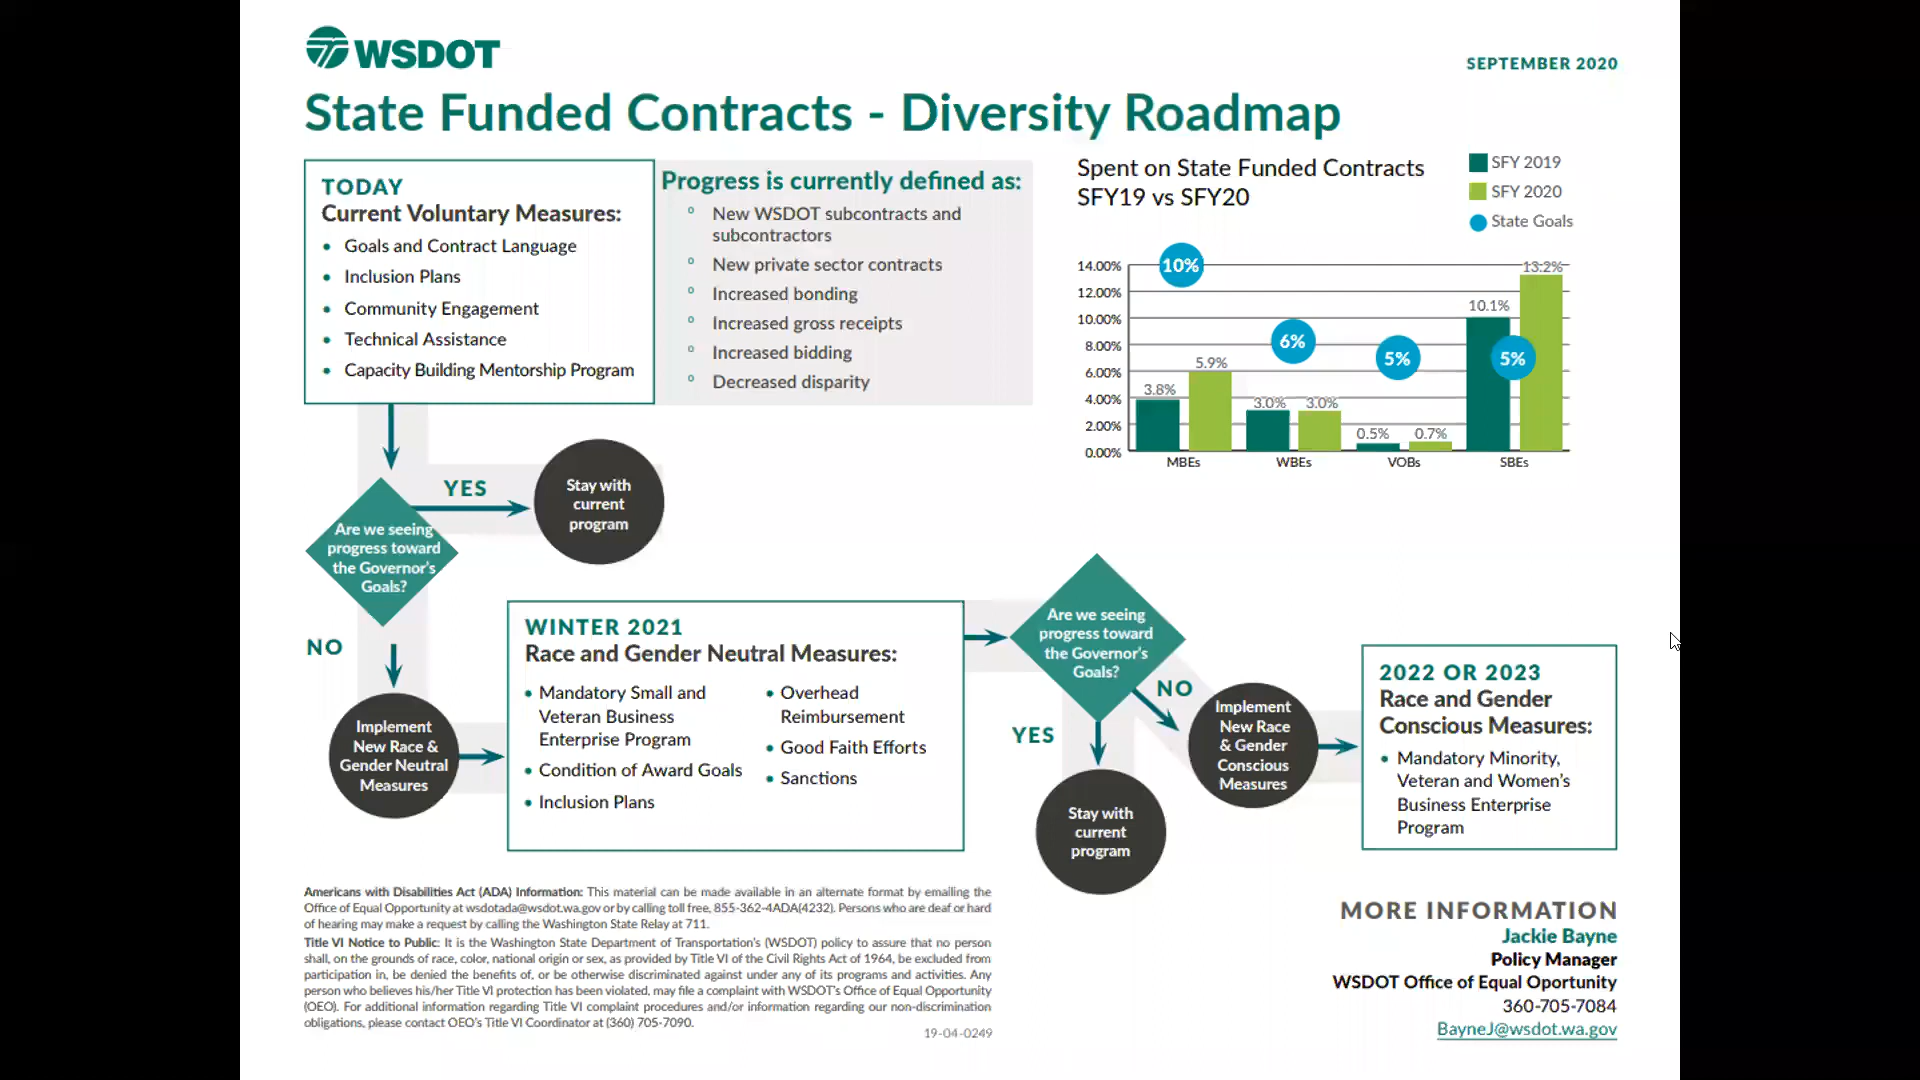 WSDOT
SEPTEMBER 2020
State Funded Contracts - Diversity Roadmap
TODAY
Current Voluntary Measures:
• Goals and Contract Language
• Inclusion Plans
• Community Engagement
• Technical Assistance
• Capacity Building Mentorship Program
Progress is currently defined as:
° New WSDOT subcontracts and
subcontractors
° New private sector contracts
° Increased bonding
° Increased gross receipts
° Increased bidding
° Decreased disparity
Spent on State Funded Contracts
SFY19 vs SFY20
SFY 2019
SFY 2020
State Goals
14.00%
12.00%
10.00%
8.00%
6.00%
4.00%
2.00%
0.00%
10%
6%
5%
5%
3.8%
5.9%
3.0%
3.0%
0.5%
0.7%
10.1%
13.2%
MBEs
WBEs
VOBs
SBEs
Are we seeing
progress toward
the Governor's
Goals?
YES
Stay with
current
program
NO
Implement
New Race &
Gender Neutral
Measures
WINTER 2021
Race and Gender Neutral Measures:
• Mandatory Small and
Veteran Business
Enterprise Program
• Condition of Award Goals
• Inclusion Plans
• Overhead
Reimbursement
• Good Faith Efforts
• Sanctions
Are we seeing
progress toward
the Governor's
Goals?
YES
Stay with
current
program
NO
Implement
New Race
& Gender
Conscious
Measures
2022 OR 2023
Race and Gender
Conscious Measures:
• Mandatory Minority,
Veteran and Women's
Business Enterprise
Program
Americans with Disabilities Act (ADA) Information: This material can be made available in an alternate format by emailing the
Office of Equal Opportunity at wsdotada@wsdot.wa.gov or by calling toll free, 855-362-4ADA(4232). Persons who are deaf or hard
of hearing may make a request by calling the Washington State Relay at 711.
Title VI Notice to Public: It is the Washington State Department of Transportation's (WSDOT) policy to assure that no person
shall, on the grounds of race, color, national origin or sex, as provided by Title VI of the Civil Rights Act of 1964, be excluded from
participation in, be denied the benefits of, or be otherwise discriminated against under any of its programs and activities. Any
person who believes his/her Title VI protection has been violated, may file a complaint with WSDOT's Office of Equal Opportunity
(OEO). For additional information regarding Title VI complaint procedures and/or information regarding our non-discrimination
obligations, please contact OEO's Title VI Coordinator at (360) 705-7090.
19-04-0249
MORE INFORMATION
Jackie Bayne
Policy Manager
WSDOT Office of Equal Oportunity
360-705-7084
BayneJ@wsdot.wa.gov